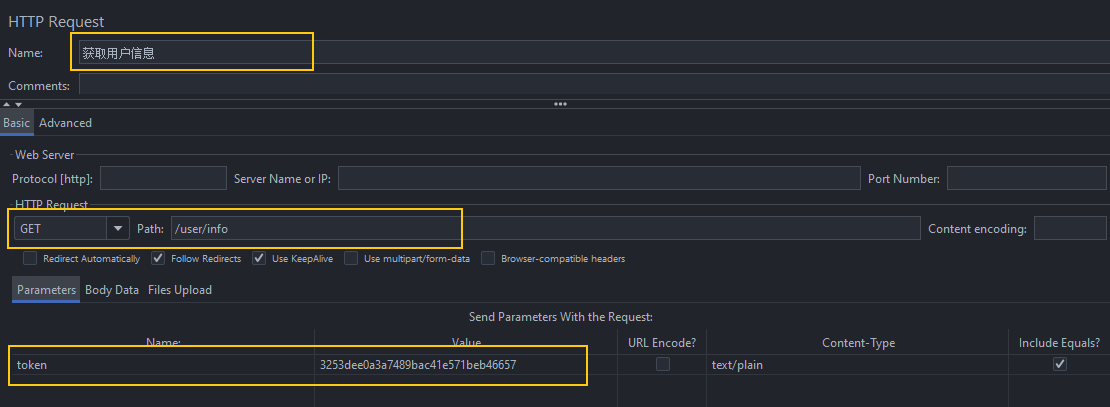 HTTP Request
Name: 获取用户信息
Comments:
Basic Advanced
Web Server
Protocol [http]: Server Name or IP: Port Number:
HTTP Request
GET Path: /user/info Content encoding:
Redirect Automatically Follow Redirects Use KeepAlive Use multipart/form-data Browser-compatible headers
Parameters Body Data Files Upload
Send Parameters With the Request:
Name: Value URL Encode? Content-Type Include Equals?
token 3253dee0a3a7489bac41e571beb46657 text/plain